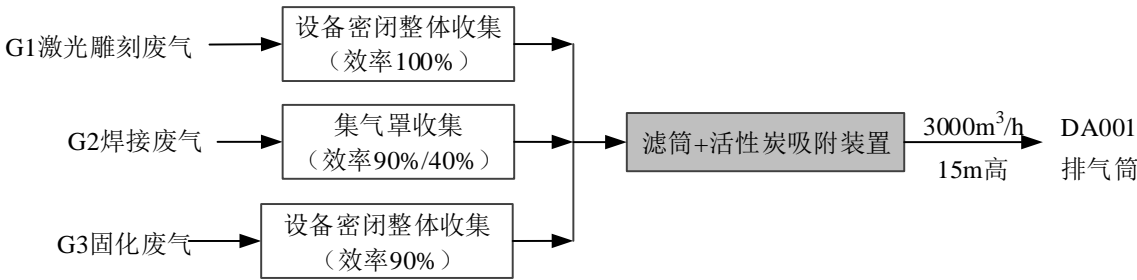 G1激光雕刻废气
设备密闭整体收集
（效率100%）
G2焊接废气
集气罩收集
（效率90%/40%）
G3固化废气
设备密闭整体收集
（效率90%）
滤筒+活性炭吸附装置
3000m³/h
15m高
DA001
排气筒